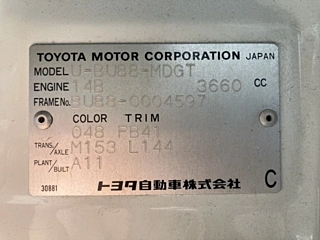 TOYOTA MOTOR CORPORATION JAPAN
MODEL U-BU88-MDGT
ENGINE 14B 3660 CC
FRAME No. BU88-0004597
COLOR TRIM
048 FB41
TRANS/AXLE M153 L144
PLANT/BUILT A11
30881 トヨタ自動車株式会社 C